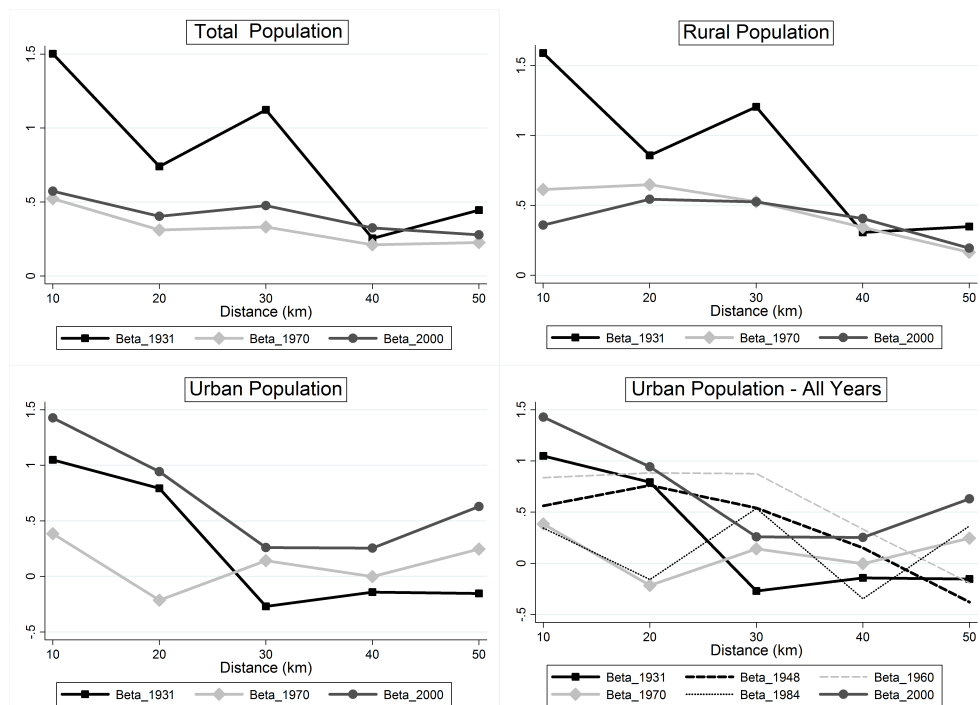 Total Population
1.5
1
.5
0
10 20 30 40 50
Distance (km)
Beta_1931 Beta_1970 Beta_2000
Rural Population
1.5
1
.5
0
10 20 30 40 50
Distance (km)
Beta_1931 Beta_1970 Beta_2000
Urban Population
1.5
1
.5
0
-.5
10 20 30 40 50
Distance (km)
Beta_1931 Beta_1970 Beta_2000
Urban Population - All Years
1.5
1
.5
0
-.5
10 20 30 40 50
Distance (km)
Beta_1931 Beta_1948 Beta_1960
Beta_1970 Beta_1984 Beta_2000